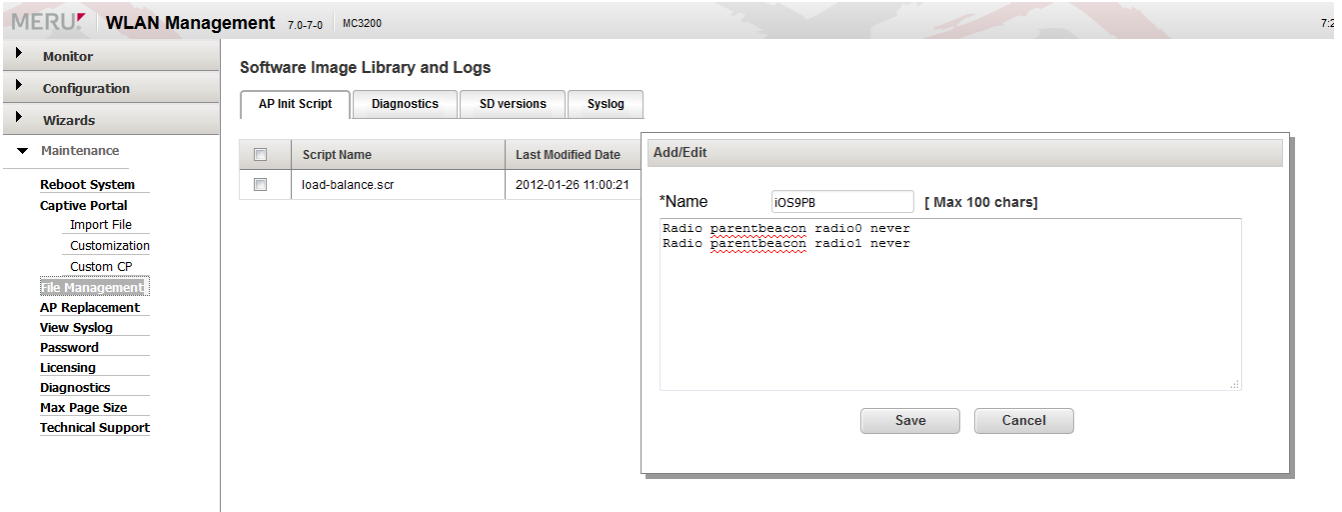 MERU WLAN Management 7.0-7-0 MC3200 7:2
Monitor
Configuration
Wizards
Maintenance
Reboot System
Captive Portal
Import File
Customization
Custom CP
File Management
AP Replacement
View Syslog
Password
Licensing
Diagnostics
Max Page Size
Technical Support
Software Image Library and Logs
AP Init Script Diagnostics SD versions Syslog
Script Name Last Modified Date
load-balance.scr 2012-01-26 11:00:21
Add/Edit
*Name iOS9PB [ Max 100 chars]
Radio parentbeacon radio0 never
Radio parentbeacon radio1 never
Save Cancel